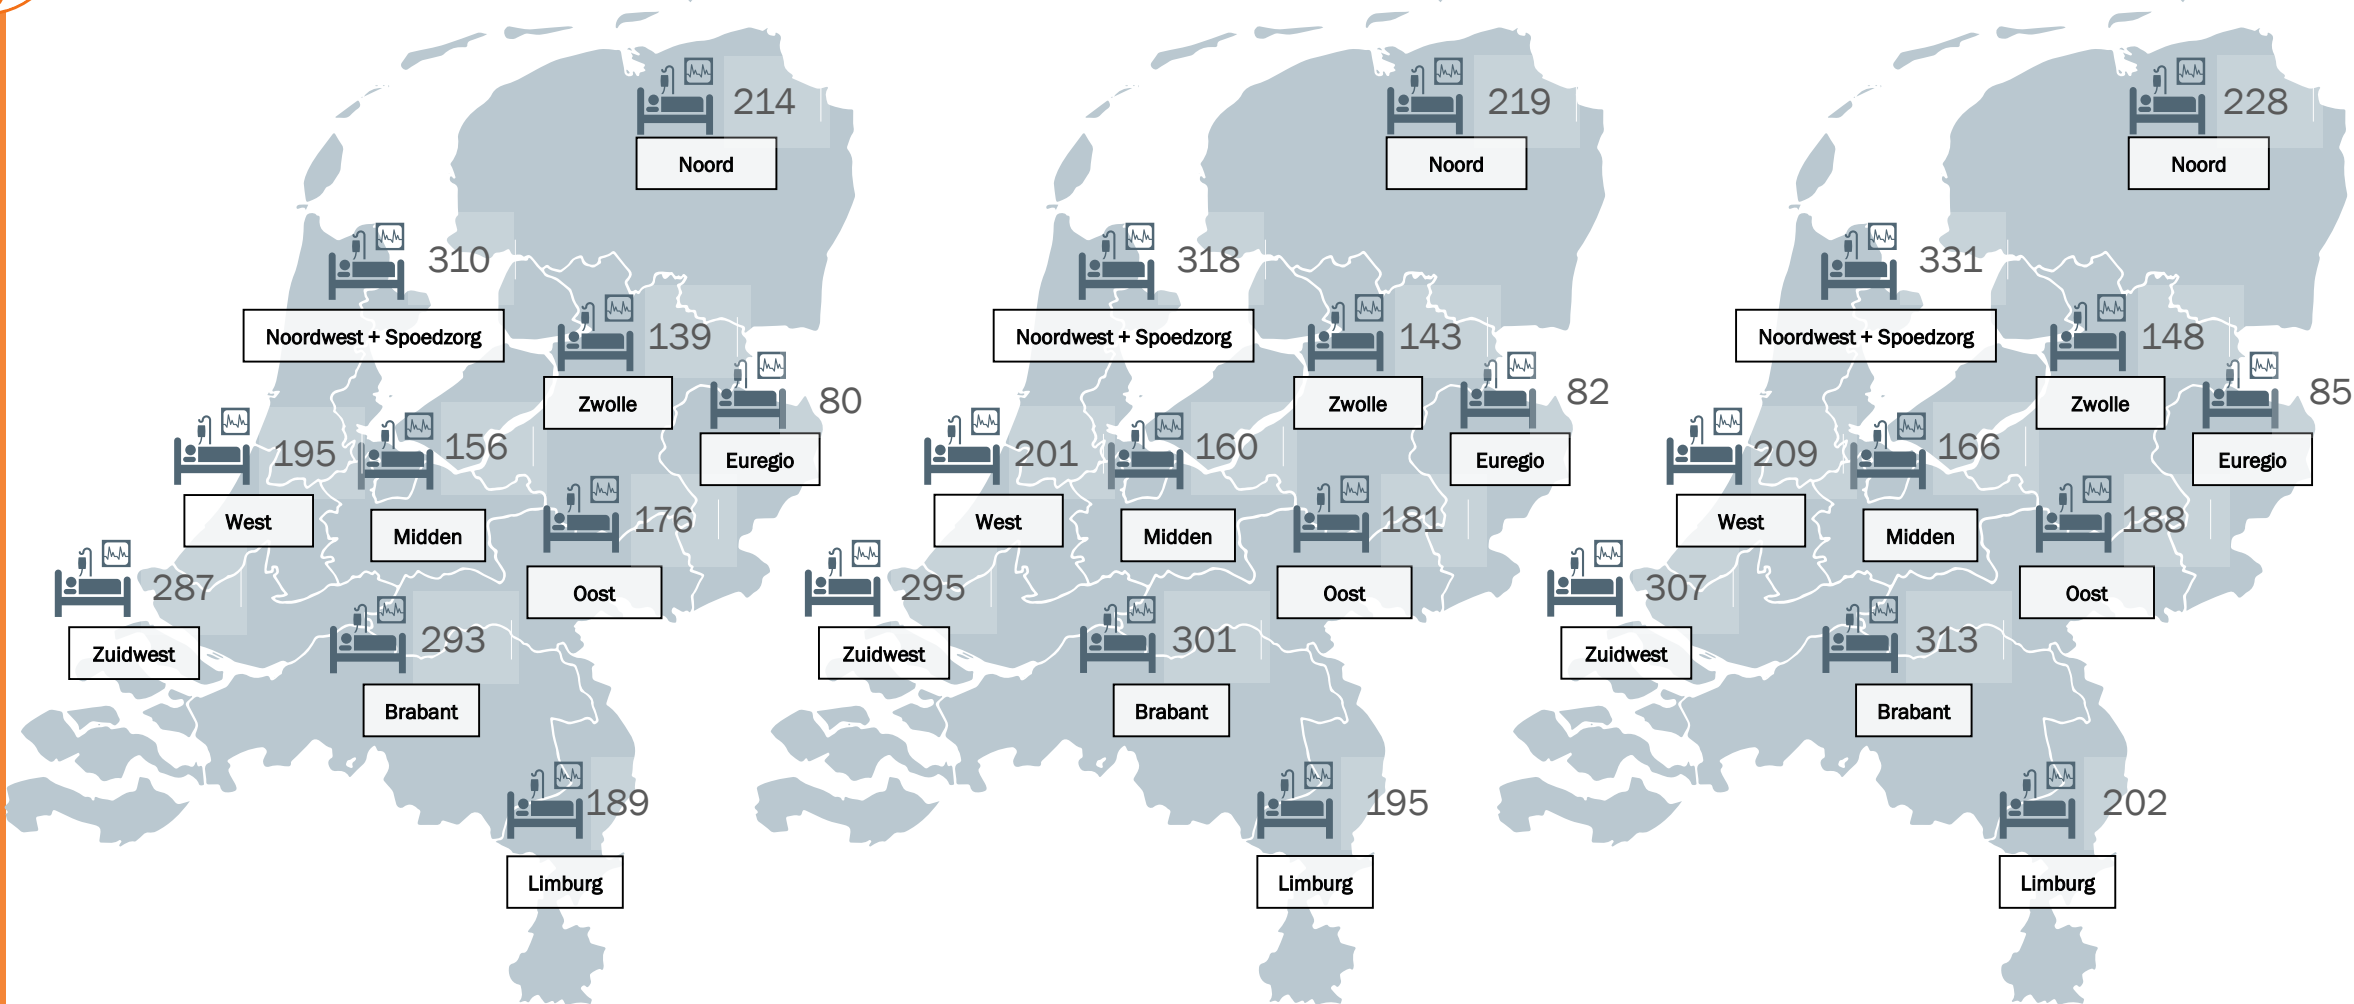 214
Noord
310
Noordwest + Spoedzorg
139
Zwolle
80
Euregio
195
West
156
Midden
176
Oost
287
Zuidwest
293
Brabant
189
Limburg
219
Noord
318
Noordwest + Spoedzorg
143
Zwolle
82
Euregio
201
West
160
Midden
181
Oost
295
Zuidwest
301
Brabant
195
Limburg
228
Noord
331
Noordwest + Spoedzorg
148
Zwolle
85
Euregio
209
West
166
Midden
188
Oost
307
Zuidwest
313
Brabant
202
Limburg